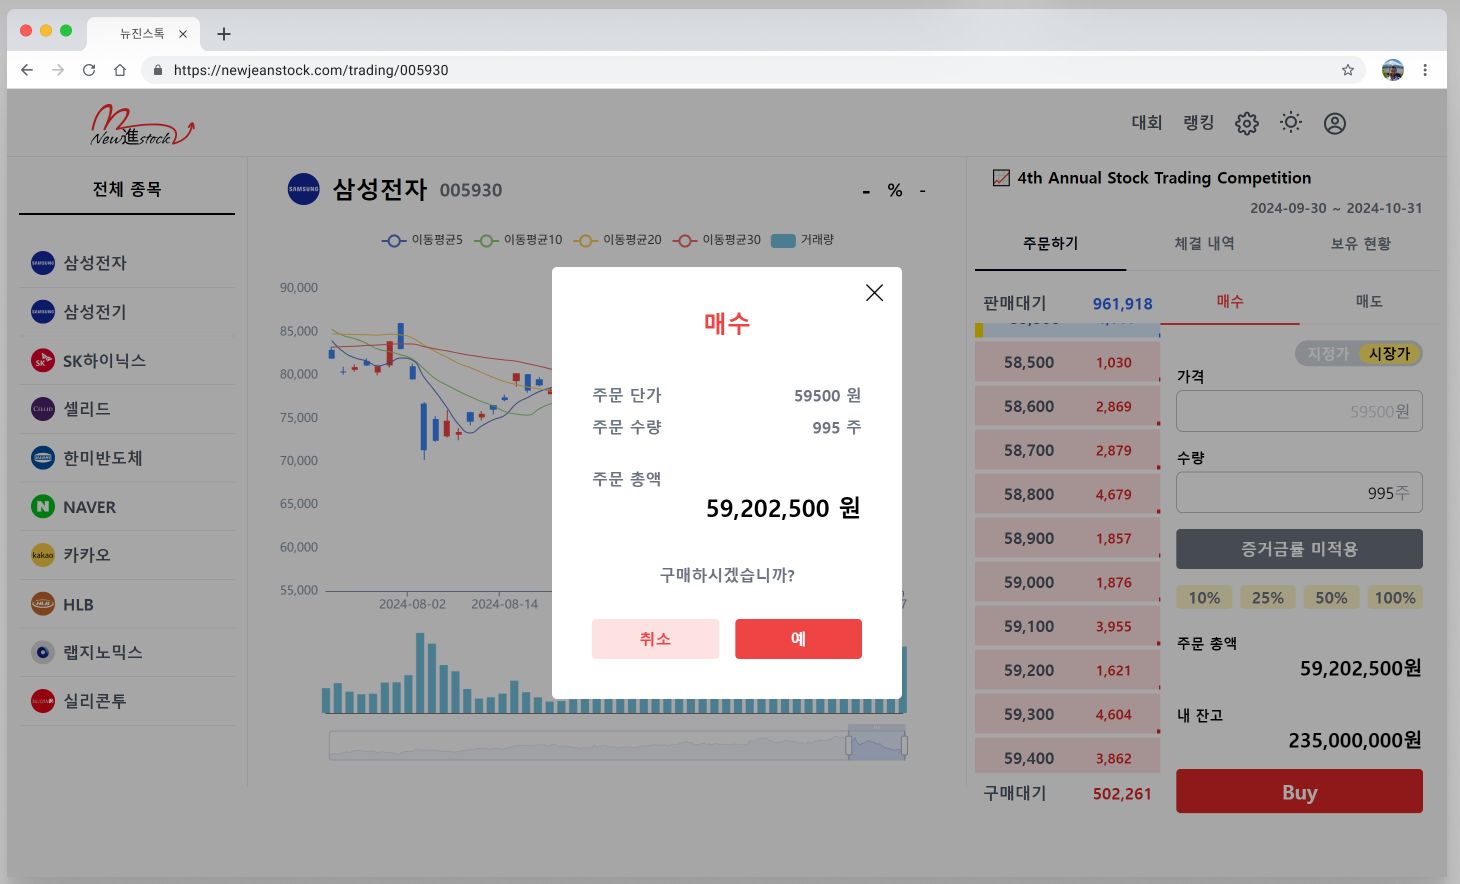 뉴진스톡
https://newjeanstock.com/trading/005930
New進stock
대회 랭킹
전체 종목
SAMSUNG 삼성전자
SAMSUNG 삼성전기
SK SK하이닉스
셀리드
한미반도체
N NAVER
kakao 카카오
HLB HLB
랩지노믹스
실리콘투
SAMSUNG 삼성전자 005930
- % -
이동평균5 이동평균10 이동평균20 이동평균30 거래량
90,000
85,000
80,000
75,000
70,000
65,000
60,000
55,000
2024-08-02 2024-08-14
7
매수
주문 단가 59500 원
주문 수량 995 주
주문 총액
59,202,500 원
구매하시겠습니까?
취소 예
4th Annual Stock Trading Competition
2024-09-30 ~ 2024-10-31
주문하기 체결 내역 보유 현황
판매대기 961,918
58,500 1,030
58,600 2,869
58,700 2,879
58,800 4,679
58,900 1,857
59,000 1,876
59,100 3,955
59,200 1,621
59,300 4,604
59,400 3,862
구매대기 502,261
매수 매도
지정가 시장가
가격
59500원
수량
995주
증거금률 미적용
10% 25% 50% 100%
주문 총액
59,202,500원
내 잔고
235,000,000원
Buy